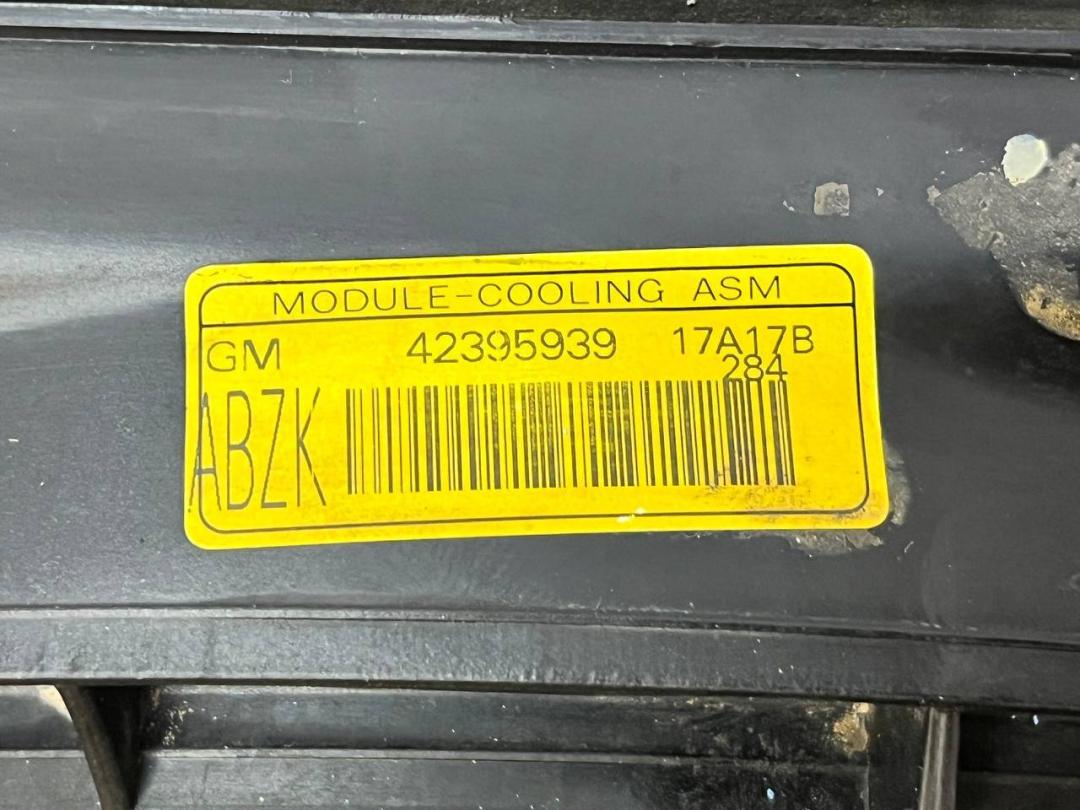 MODULE-COOLING ASM
GM 42395939 17A17B
284
ABZK